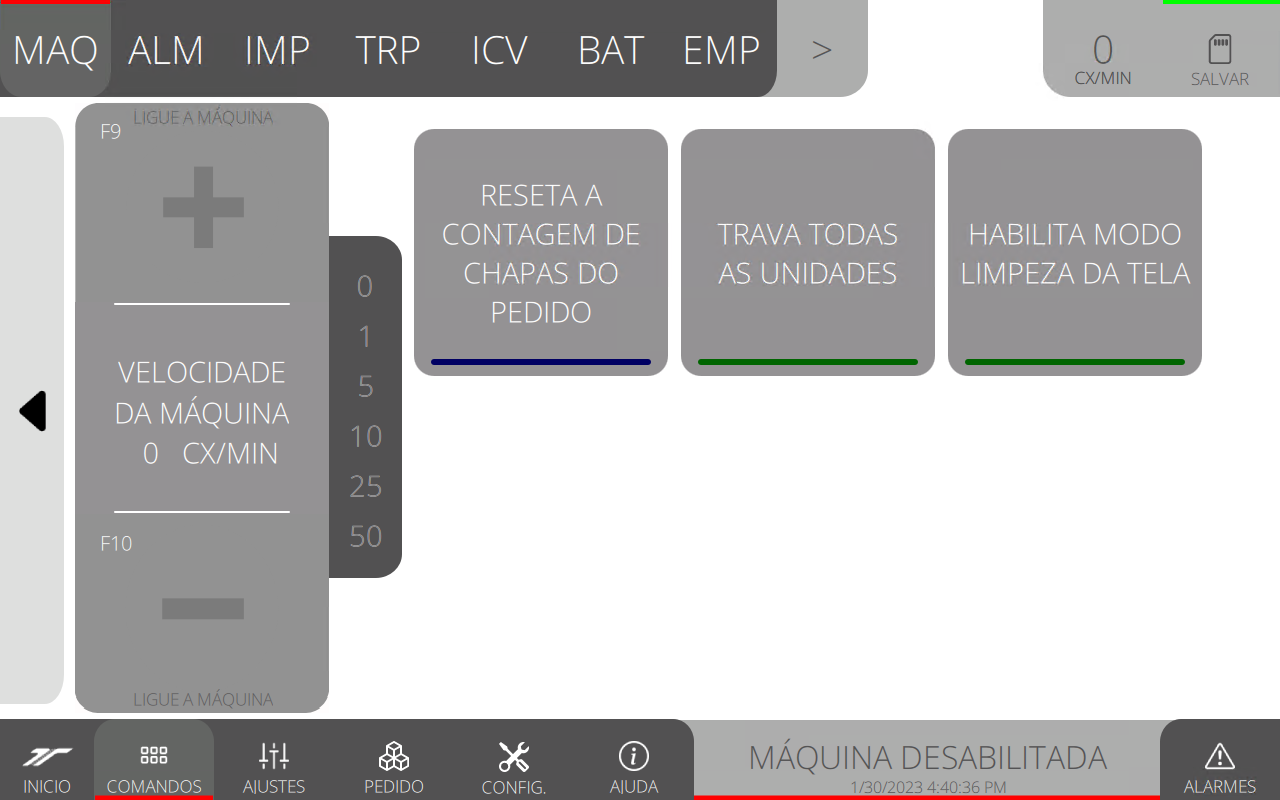 MAQ ALM IMP TRP ICV BAT EMP >
0
CX/MIN
SALVAR
LIGUE A MÁQUINA
F9
VELOCIDADE
DA MÁQUINA
0 CX/MIN
F10
LIGUE A MÁQUINA
0
1
5
10
25
50
RESETA A
CONTAGEM DE
CHAPAS DO
PEDIDO
TRAVA TODAS
AS UNIDADES
HABILITA MODO
LIMPEZA DA TELA
INICIO
COMANDOS
AJUSTES
PEDIDO
CONFIG.
AJUDA
MÁQUINA DESABILITADA
1/30/2023 4:40:36 PM
ALARMES